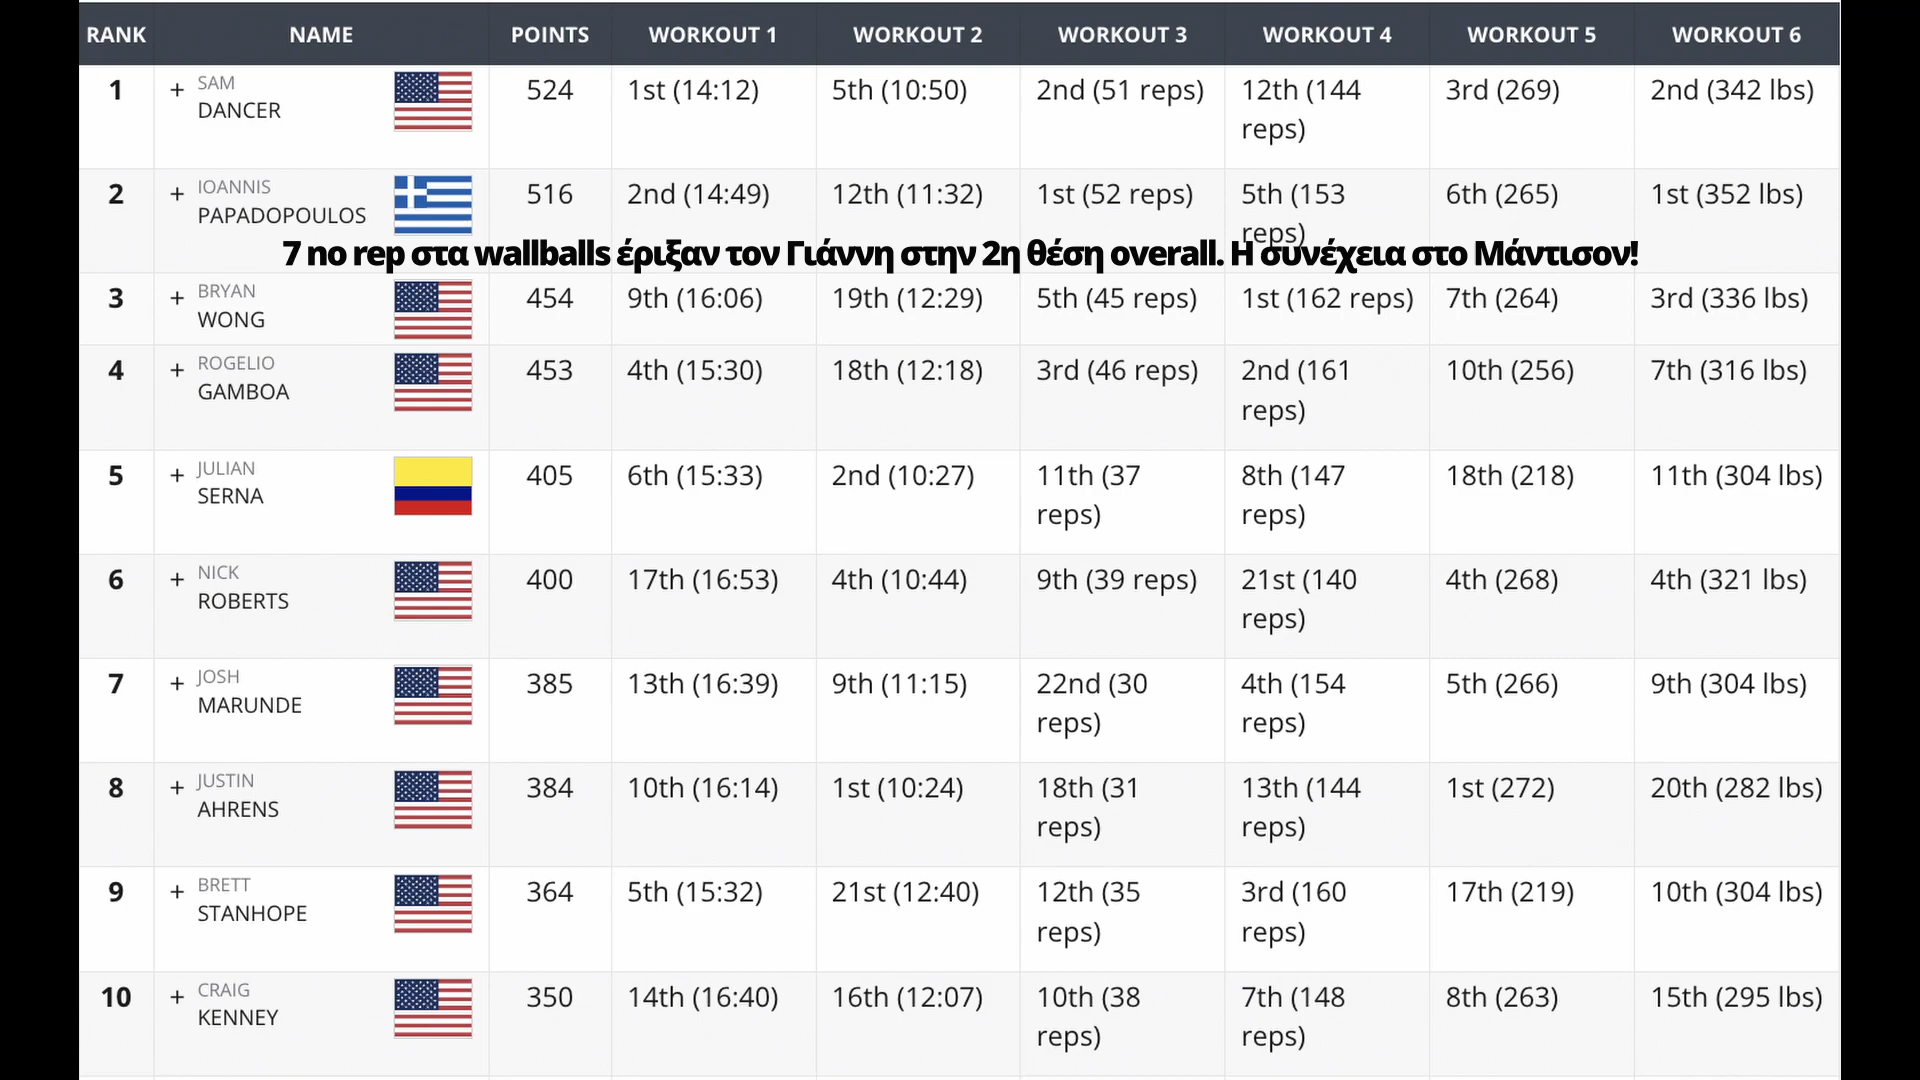 RANK NAME POINTS WORKOUT 1 WORKOUT 2 WORKOUT 3 WORKOUT 4 WORKOUT 5 WORKOUT 6
1 + SAM DANCER 524 1st (14:12) 5th (10:50) 2nd (51 reps) 12th (144 reps) 3rd (269) 2nd (342 lbs)
2 + IOANNIS PAPADOPOULOS 516 2nd (14:49) 12th (11:32) 1st (52 reps) 5th (153 reps) 6th (265) 1st (352 lbs)
7 no rep στα wallballs έριξαν τον Γιάννη στην 2η θέση overall. Η συνέχεια στο Μάντισον!
3 + BRYAN WONG 454 9th (16:06) 19th (12:29) 5th (45 reps) 1st (162 reps) 7th (264) 3rd (336 lbs)
4 + ROGELIO GAMBOA 453 4th (15:30) 18th (12:18) 3rd (46 reps) 2nd (161 reps) 10th (256) 7th (316 lbs)
5 + JULIAN SERNA 405 6th (15:33) 2nd (10:27) 11th (37 reps) 8th (147 reps) 18th (218) 11th (304 lbs)
6 + NICK ROBERTS 400 17th (16:53) 4th (10:44) 9th (39 reps) 21st (140 reps) 4th (268) 4th (321 lbs)
7 + JOSH MARUNDE 385 13th (16:39) 9th (11:15) 22nd (30 reps) 4th (154 reps) 5th (266) 9th (304 lbs)
8 + JUSTIN AHRENS 384 10th (16:14) 1st (10:24) 18th (31 reps) 13th (144 reps) 1st (272) 20th (282 lbs)
9 + BRETT STANHOPE 364 5th (15:32) 21st (12:40) 12th (35 reps) 3rd (160 reps) 17th (219) 10th (304 lbs)
10 + CRAIG KENNEY 350 14th (16:40) 16th (12:07) 10th (38 reps) 7th (148 reps) 8th (263) 15th (295 lbs)